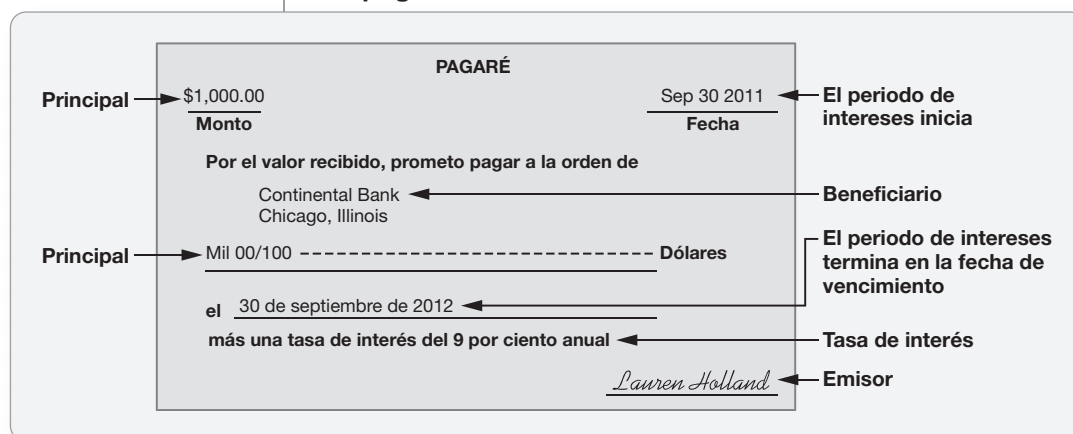 PAGARÉ
Principal
$1,000.00
Monto
Sep 30 2011
Fecha
El periodo de
intereses inicia
Por el valor recibido, prometo pagar a la orden de
Continental Bank
Chicago, Illinois
Beneficiario
Principal
Mil 00/100 Dólares
El periodo de intereses
termina en la fecha de
vencimiento
el 30 de septiembre de 2012
más una tasa de interés del 9 por ciento anual
Tasa de interés
Lauren Holland
Emisor